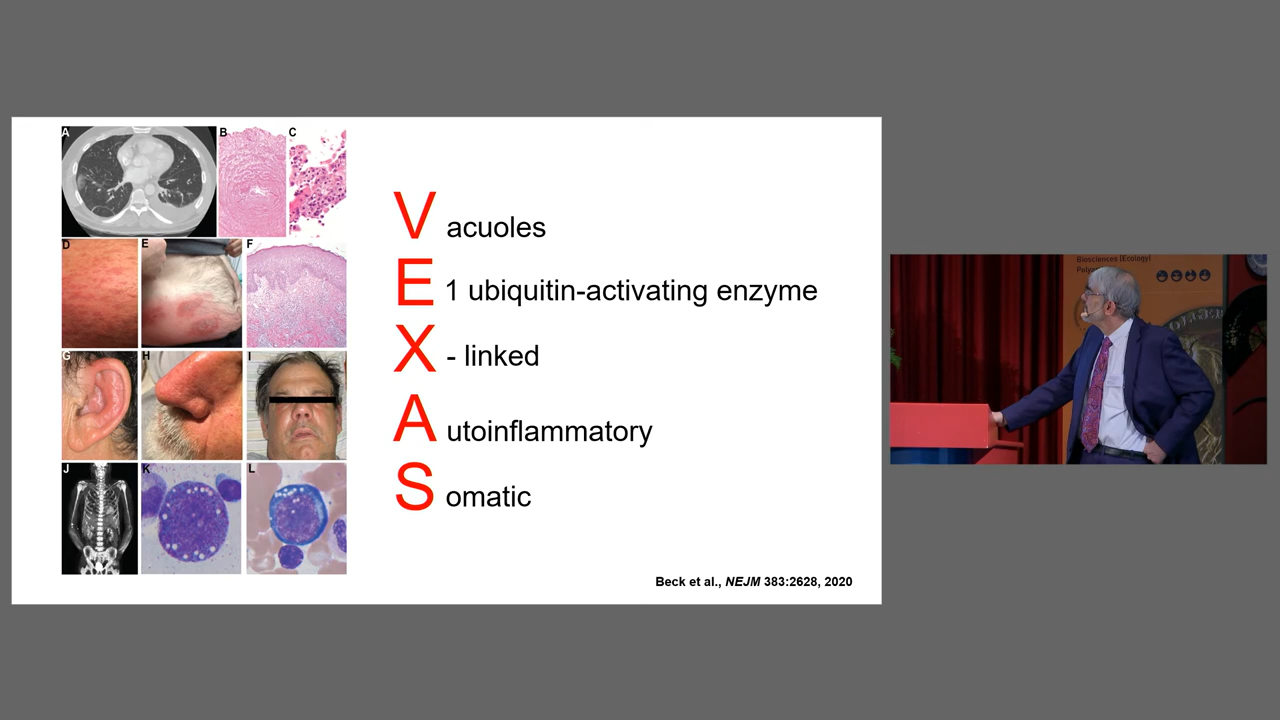 A
B
C
D
E
F
G
H
I
J
K
L
V acuoles
E 1 ubiquitin-activating enzyme
X - linked
A utoinflammatory
S omatic
Beck et al., NEJM 383:2628, 2020
Biosciences (Ecology)